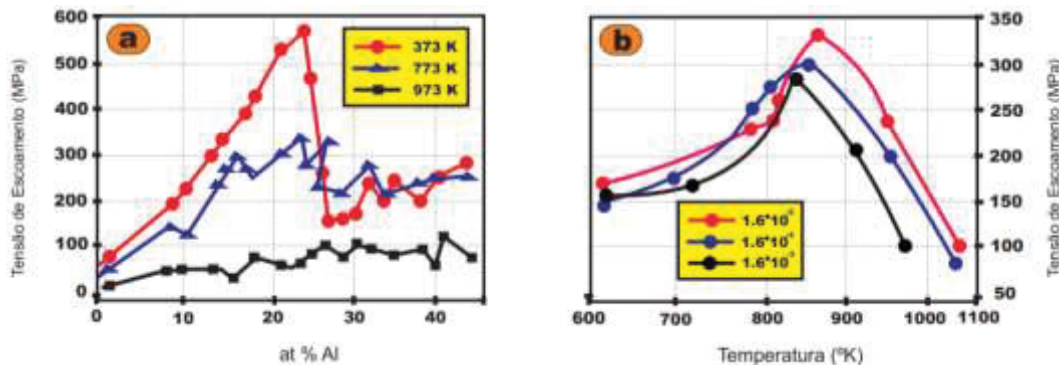 a
Tensão de Escoamento (MPa)
600
500
400
300
200
100
0
373 K
773 K
973 K
0 10 20 30 40
at % Al
b
Tensão de Escoamento (MPa)
350
300
250
200
150
100
50
600 700 800 900 1000 1100
Temperatura (ºK)